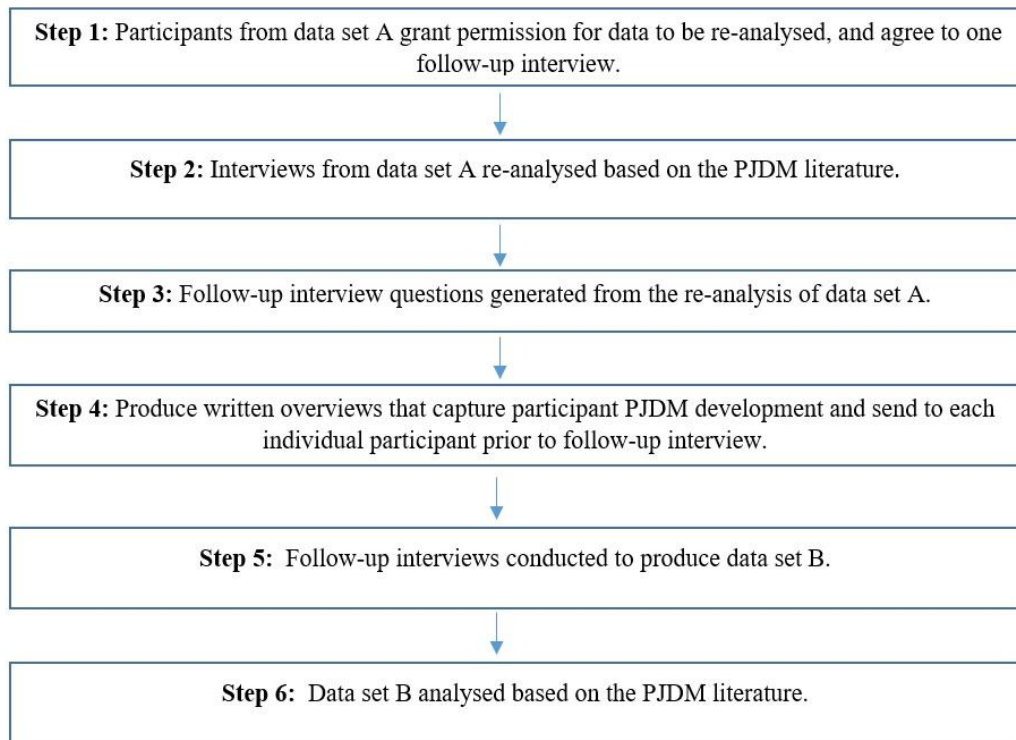 Step 1: Participants from data set A grant permission for data to be re-analysed, and agree to one
follow-up interview.
Step 2: Interviews from data set A re-analysed based on the PJDM literature.
Step 3: Follow-up interview questions generated from the re-analysis of data set A.
Step 4: Produce written overviews that capture participant PJDM development and send to each
individual participant prior to follow-up interview.
Step 5: Follow-up interviews conducted to produce data set B.
Step 6: Data set B analysed based on the PJDM literature.